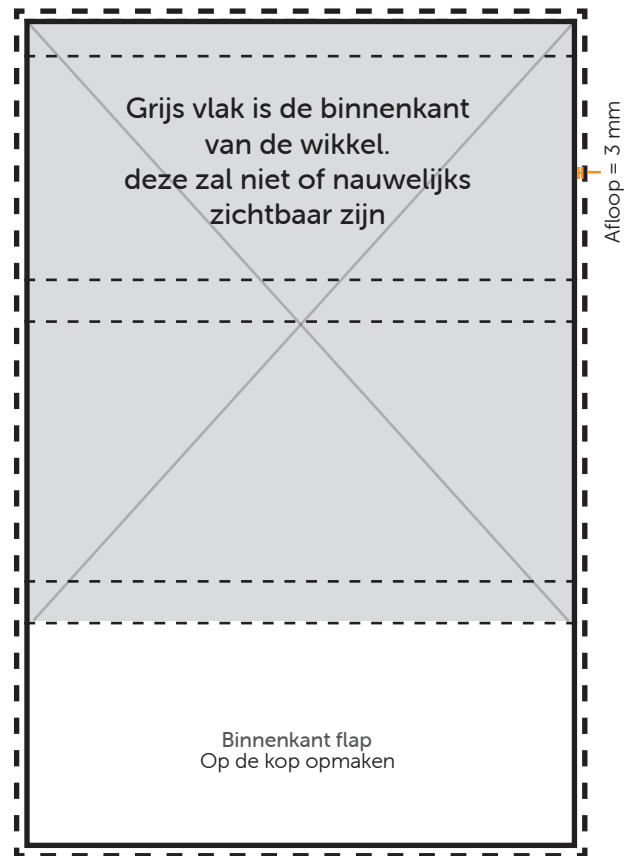 Grijs vlak is de binnenkant
van de wikkel.
deze zal niet of nauwelijks
zichtbaar zijn
Afloop = 3 mm
Binnenkant flap
Op de kop opmaken